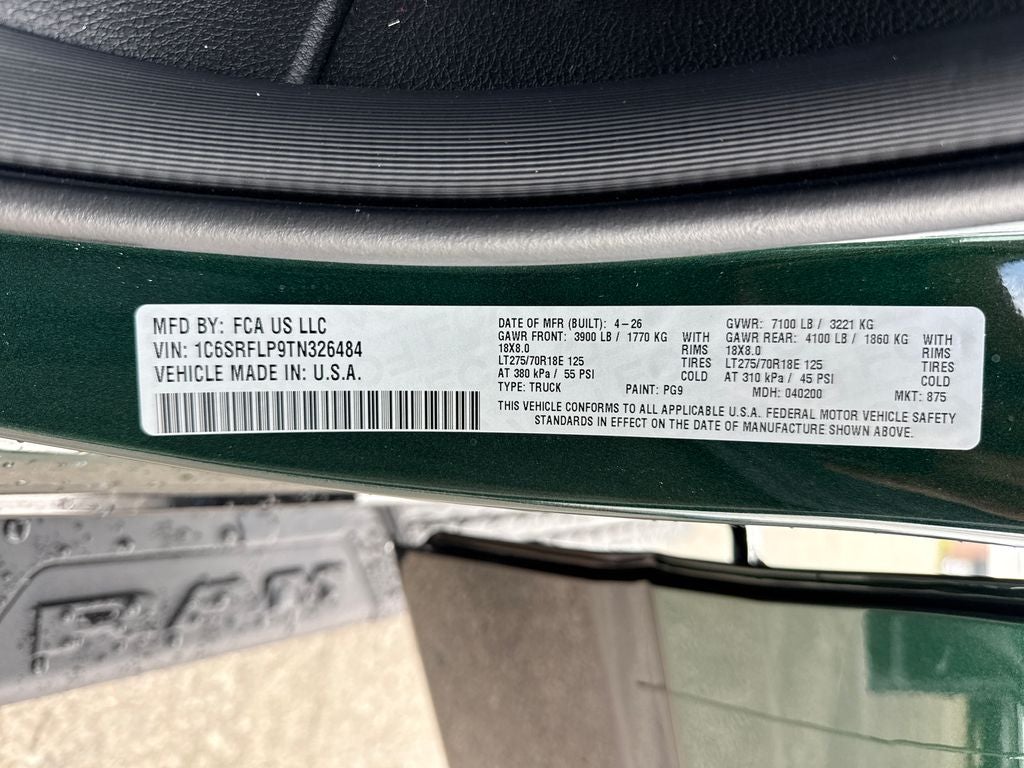 MFD BY: FCA US LLC
VIN: 1C6SRFLP9TN326484
VEHICLE MADE IN: U.S.A.
DATE OF MFR (BUILT): 4-26
GAWR FRONT: 3900 LB / 1770 KG WITH
18X8.0 RIMS
LT275/70R18E 125 TIRES
AT 380 kPa / 55 PSI COLD
TYPE: TRUCK PAINT: PG9
GVWR: 7100 LB / 3221 KG
GAWR REAR: 4100 LB / 1860 KG WITH
18X8.0 RIMS
LT275/70R18E 125 TIRES
AT 310 kPa / 45 PSI COLD
MDH: 040200 MKT: 875
THIS VEHICLE CONFORMS TO ALL APPLICABLE U.S.A. FEDERAL MOTOR VEHICLE SAFETY
STANDARDS IN EFFECT ON THE DATE OF MANUFACTURE SHOWN ABOVE.
RAM